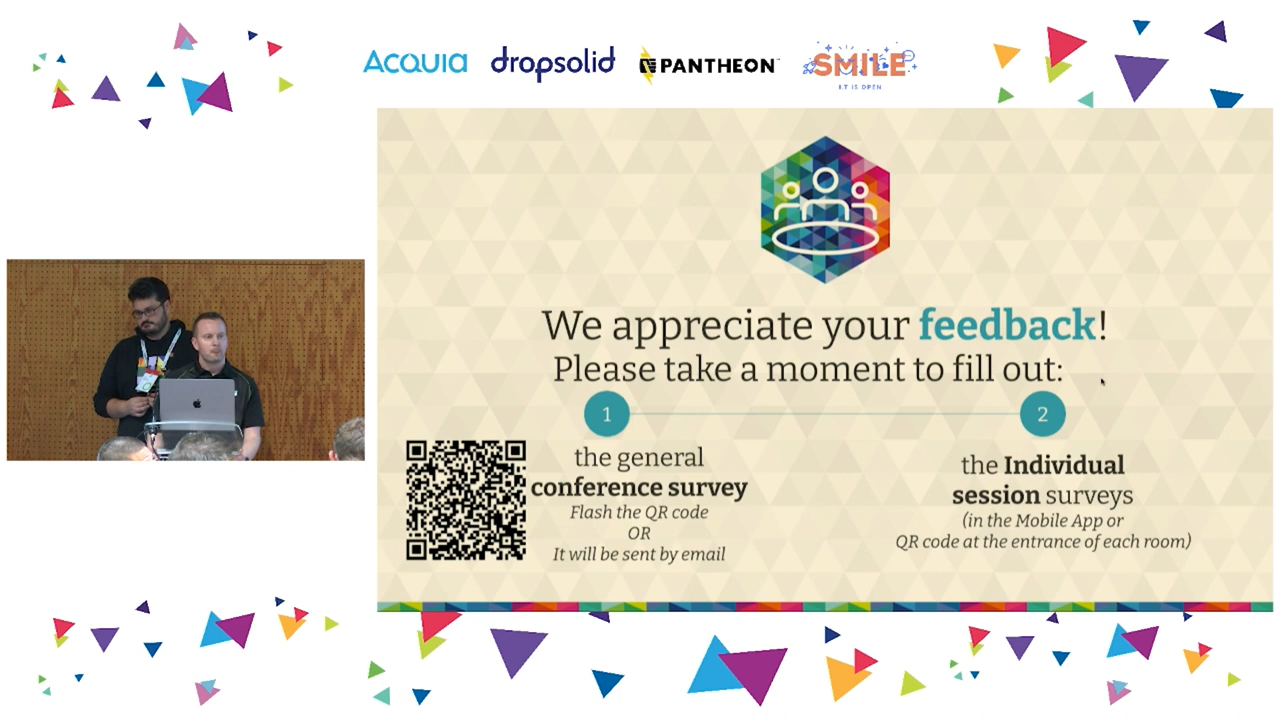 Acquia
dropsolid
PANTHEON
SMILE
I.T IS OPEN
We appreciate your feedback!
Please take a moment to fill out:
1
2
the general
conference survey
Flash the QR code
OR
It will be sent by email
the Individual
session surveys
(in the Mobile App or
QR code at the entrance of each room)